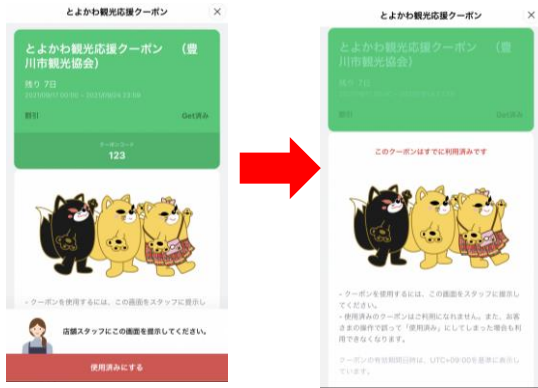 とよかわ観光応援クーポン
×
とよかわ観光応援クーポン （豊
川市観光協会）
残り 7日
割引
Get済み
クーポンコード
123
- クーポンを使用するには、この画面をスタッフに提示し
店舗スタッフにこの画面を提示してください。
使用済みにする
とよかわ観光応援クーポン
×
とよかわ観光応援クーポン （豊
川市観光協会）
残り 7日
割引
Get済み
このクーポンはすでに利用済みです
- クーポンを使用するには、この画面をスタッフに提示し
てください。
- 使用済みのクーポンはご利用になれません。また、お客
さまの操作で誤って「使用済み」にしてしまった場合も利
用できなくなります。
クーポンの有効期間日時は、UTC+09:00を基準に表示し
ています。